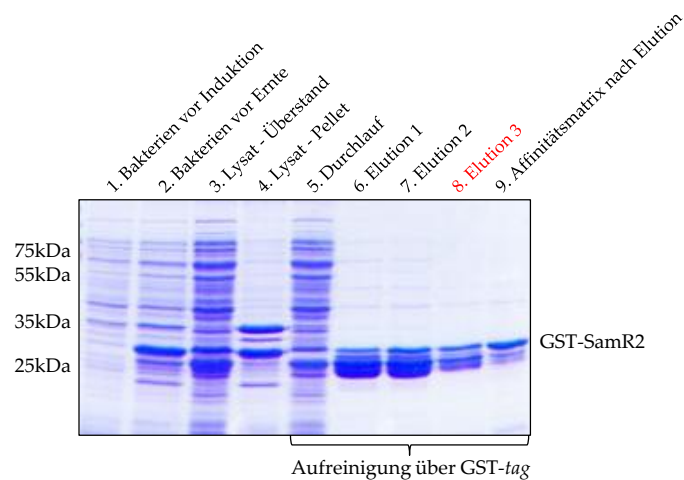 1. Bakterien vor Induktion
2. Bakterien vor Ernte
3. Lysat - Überstand
4. Lysat - Pellet
5. Durchlauf
6. Elution 1
7. Elution 2
8. Elution 3
9. Affinitätsmatrix nach Elution
75kDa
55kDa
35kDa
25kDa
GST-SamR2
Aufreinigung über GST-tag